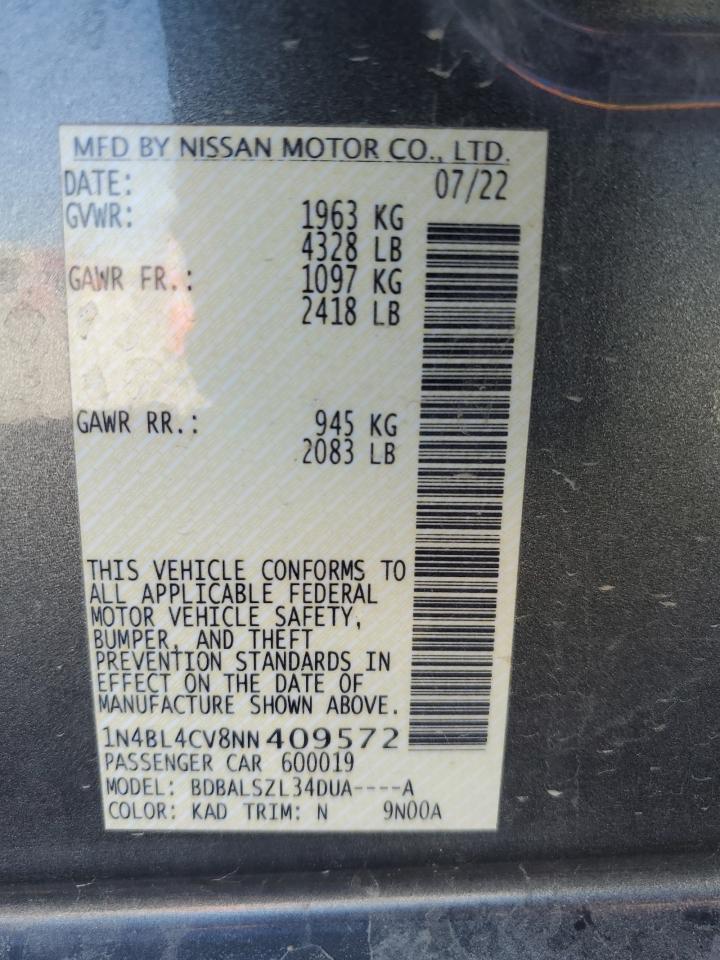 MFD BY NISSAN MOTOR CO., LTD.
DATE: 07/22
GVWR: 1963 KG
4328 LB
GAWR FR.: 1097 KG
2418 LB
GAWR RR.: 945 KG
2083 LB
THIS VEHICLE CONFORMS TO
ALL APPLICABLE FEDERAL
MOTOR VEHICLE SAFETY,
BUMPER, AND THEFT
PREVENTION STANDARDS IN
EFFECT ON THE DATE OF
MANUFACTURE SHOWN ABOVE.
1N4BL4CV8NN409572
PASSENGER CAR 600019
MODEL: BDBALSZL34DUA----A
COLOR: KAD TRIM: N 9N00A